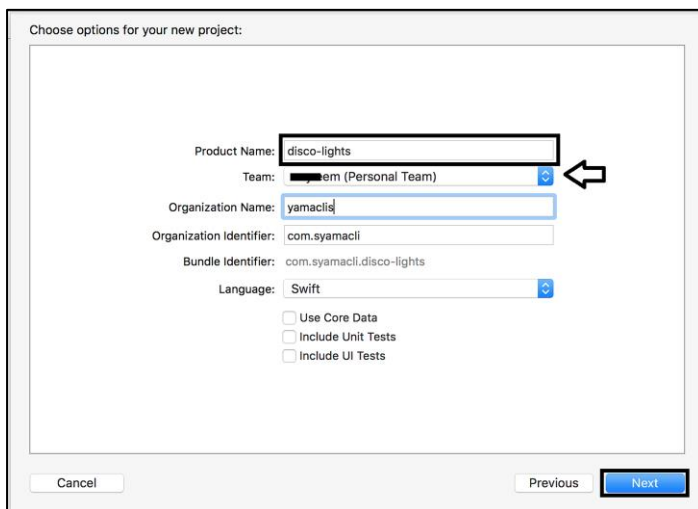 Choose options for your new project:
Product Name: disco-lights
Team: (Personal Team)
Organization Name: yamaclis
Organization Identifier: com.syamacli
Bundle Identifier: com.syamacli.disco-lights
Language: Swift
Use Core Data
Include Unit Tests
Include UI Tests
Cancel Previous Next